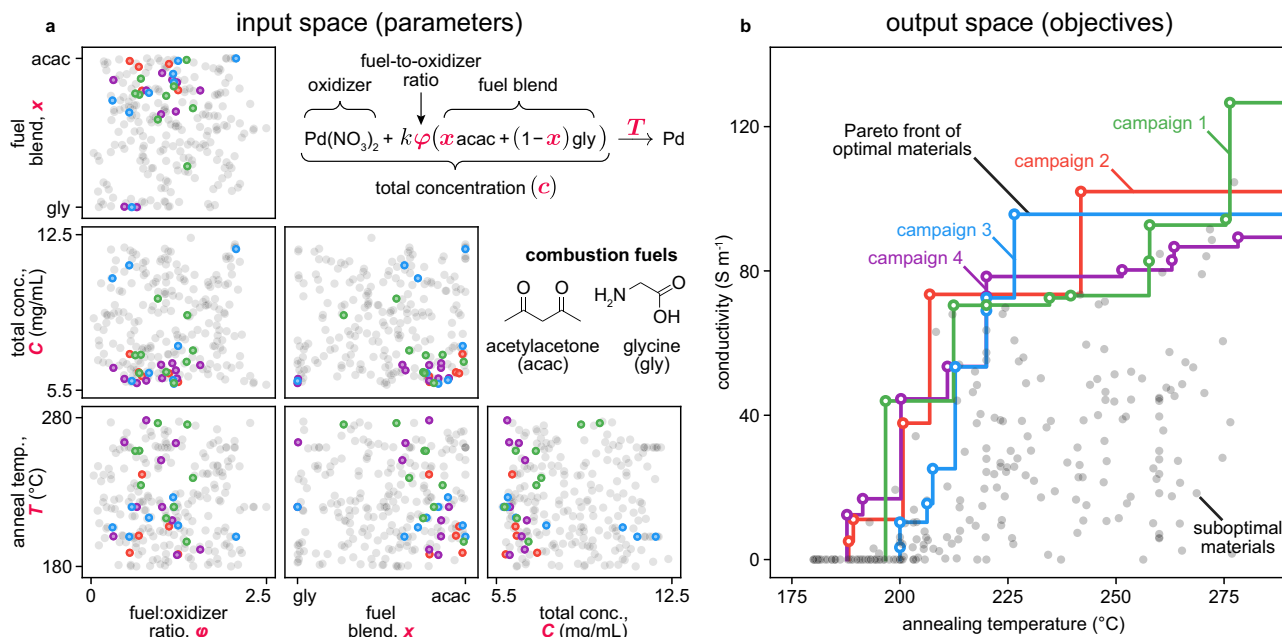 a input space (parameters)
acac
gly
fuel
blend, x
fuel-to-oxidizer
ratio
oxidizer
fuel blend
Pd(NO₃)₂ + kφ(x acac + (1−x) gly) T Pd
total concentration (c)
12.5
5.5
total conc.,
C (mg/mL)
combustion fuels
O O
H₂N O
OH
acetylacetone
(acac)
glycine
(gly)
280
180
anneal temp.,
T (°C)
0 2.5
fuel:oxidizer
ratio, φ
gly acac
fuel
blend, x
5.5 12.5
total conc.,
C (mg/mL)
b output space (objectives)
120
80
40
0
conductivity (S m⁻¹)
Pareto front of
optimal materials
campaign 1
campaign 2
campaign 3
campaign 4
suboptimal
materials
175 200 225 250 275
annealing temperature (°C)